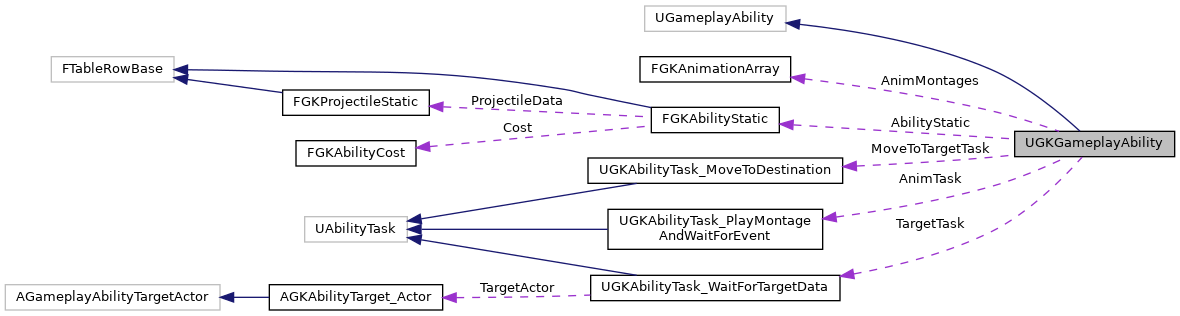 UGameplayAbility
FTableRowBase
FGKAnimationArray
AnimMontages
FGKProjectileStatic
ProjectileData
FGKAbilityStatic
AbilityStatic
Cost
UGKGameplayAbility
FGKAbilityCost
MoveToTargetTask
UGKAbilityTask_MoveToDestination
AnimTask
UAbilityTask
UGKAbilityTask_PlayMontage
AndWaitForEvent
TargetTask
AGameplayAbilityTargetActor
AGKAbilityTarget_Actor
TargetActor
UGKAbilityTask_WaitForTargetData